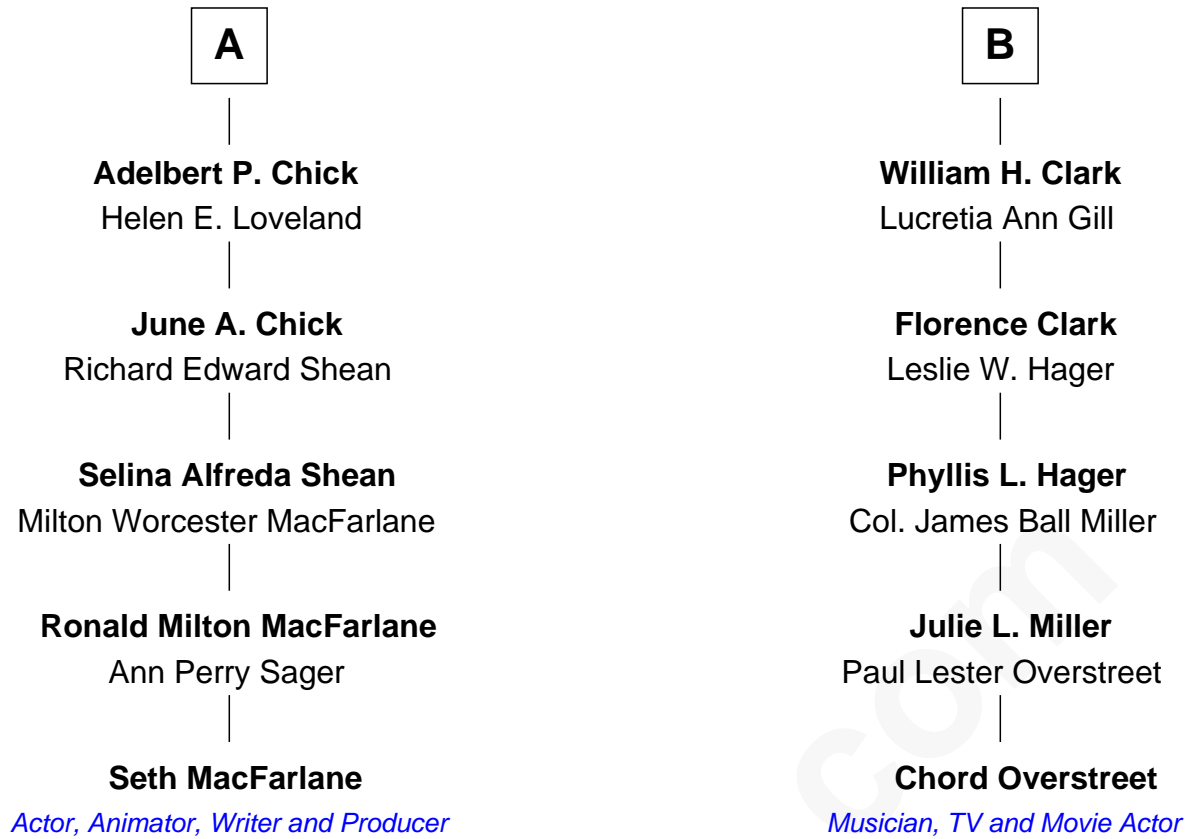 A
B
Adelbert P. Chick
Helen E. Loveland
William H. Clark
Lucretia Ann Gill
June A. Chick
Richard Edward Shean
Florence Clark
Leslie W. Hager
Selina Alfreda Shean
Milton Worcester MacFarlane
Phyllis L. Hager
Col. James Ball Miller
Ronald Milton MacFarlane
Ann Perry Sager
Julie L. Miller
Paul Lester Overstreet
Seth MacFarlane
Actor, Animator, Writer and Producer
Chord Overstreet
Musician, TV and Movie Actor
com